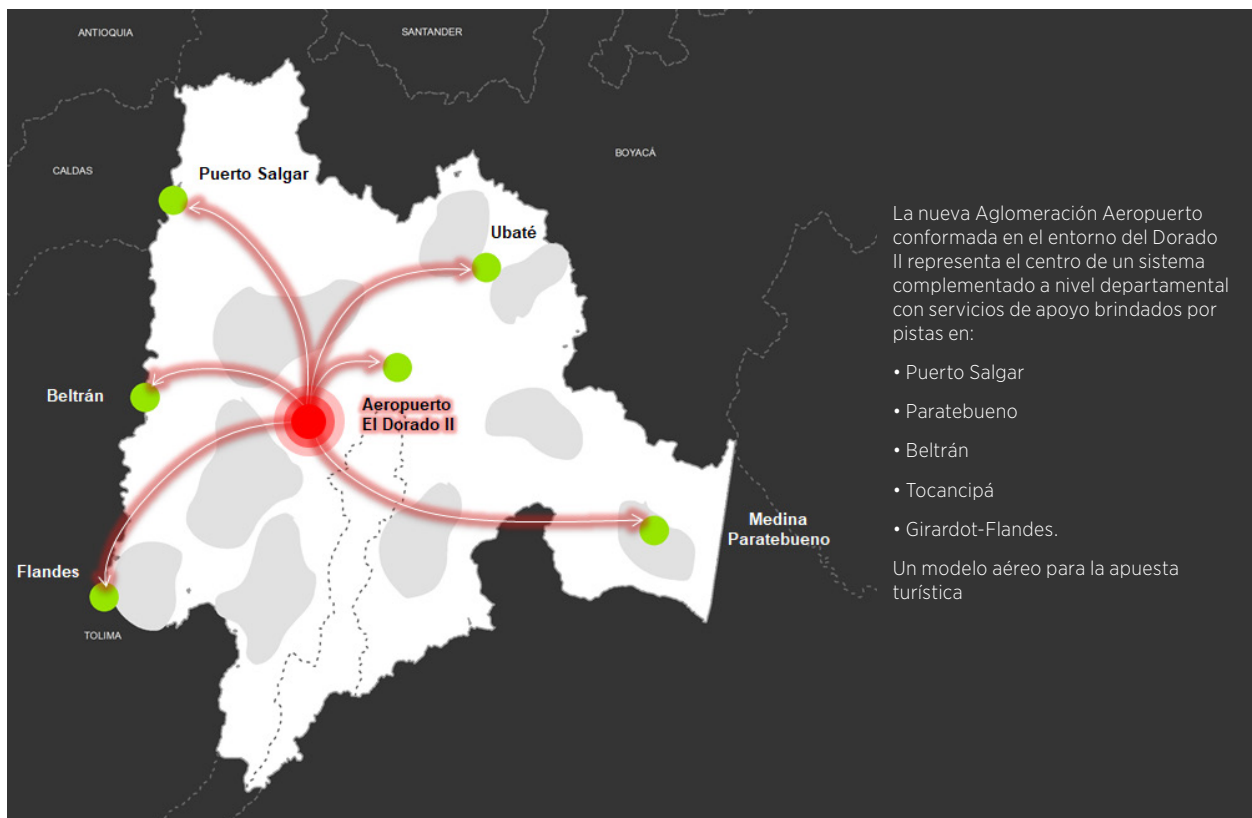 ANTIOQUIA
SANTANDER
BOYACÁ
CALDAS
Puerto Salgar
Ubaté
Beltrán
Aeropuerto
El Dorado II
Medina
Paratebueno
Flandes
TOLIMA
La nueva Aglomeración Aeropuerto
conformada en el entorno del Dorado
II representa el centro de un sistema
complementado a nivel departamental
con servicios de apoyo brindados por
pistas en:
• Puerto Salgar
• Paratebueno
• Beltrán
• Tocancipá
• Girardot-Flandes.
Un modelo aéreo para la apuesta
turística